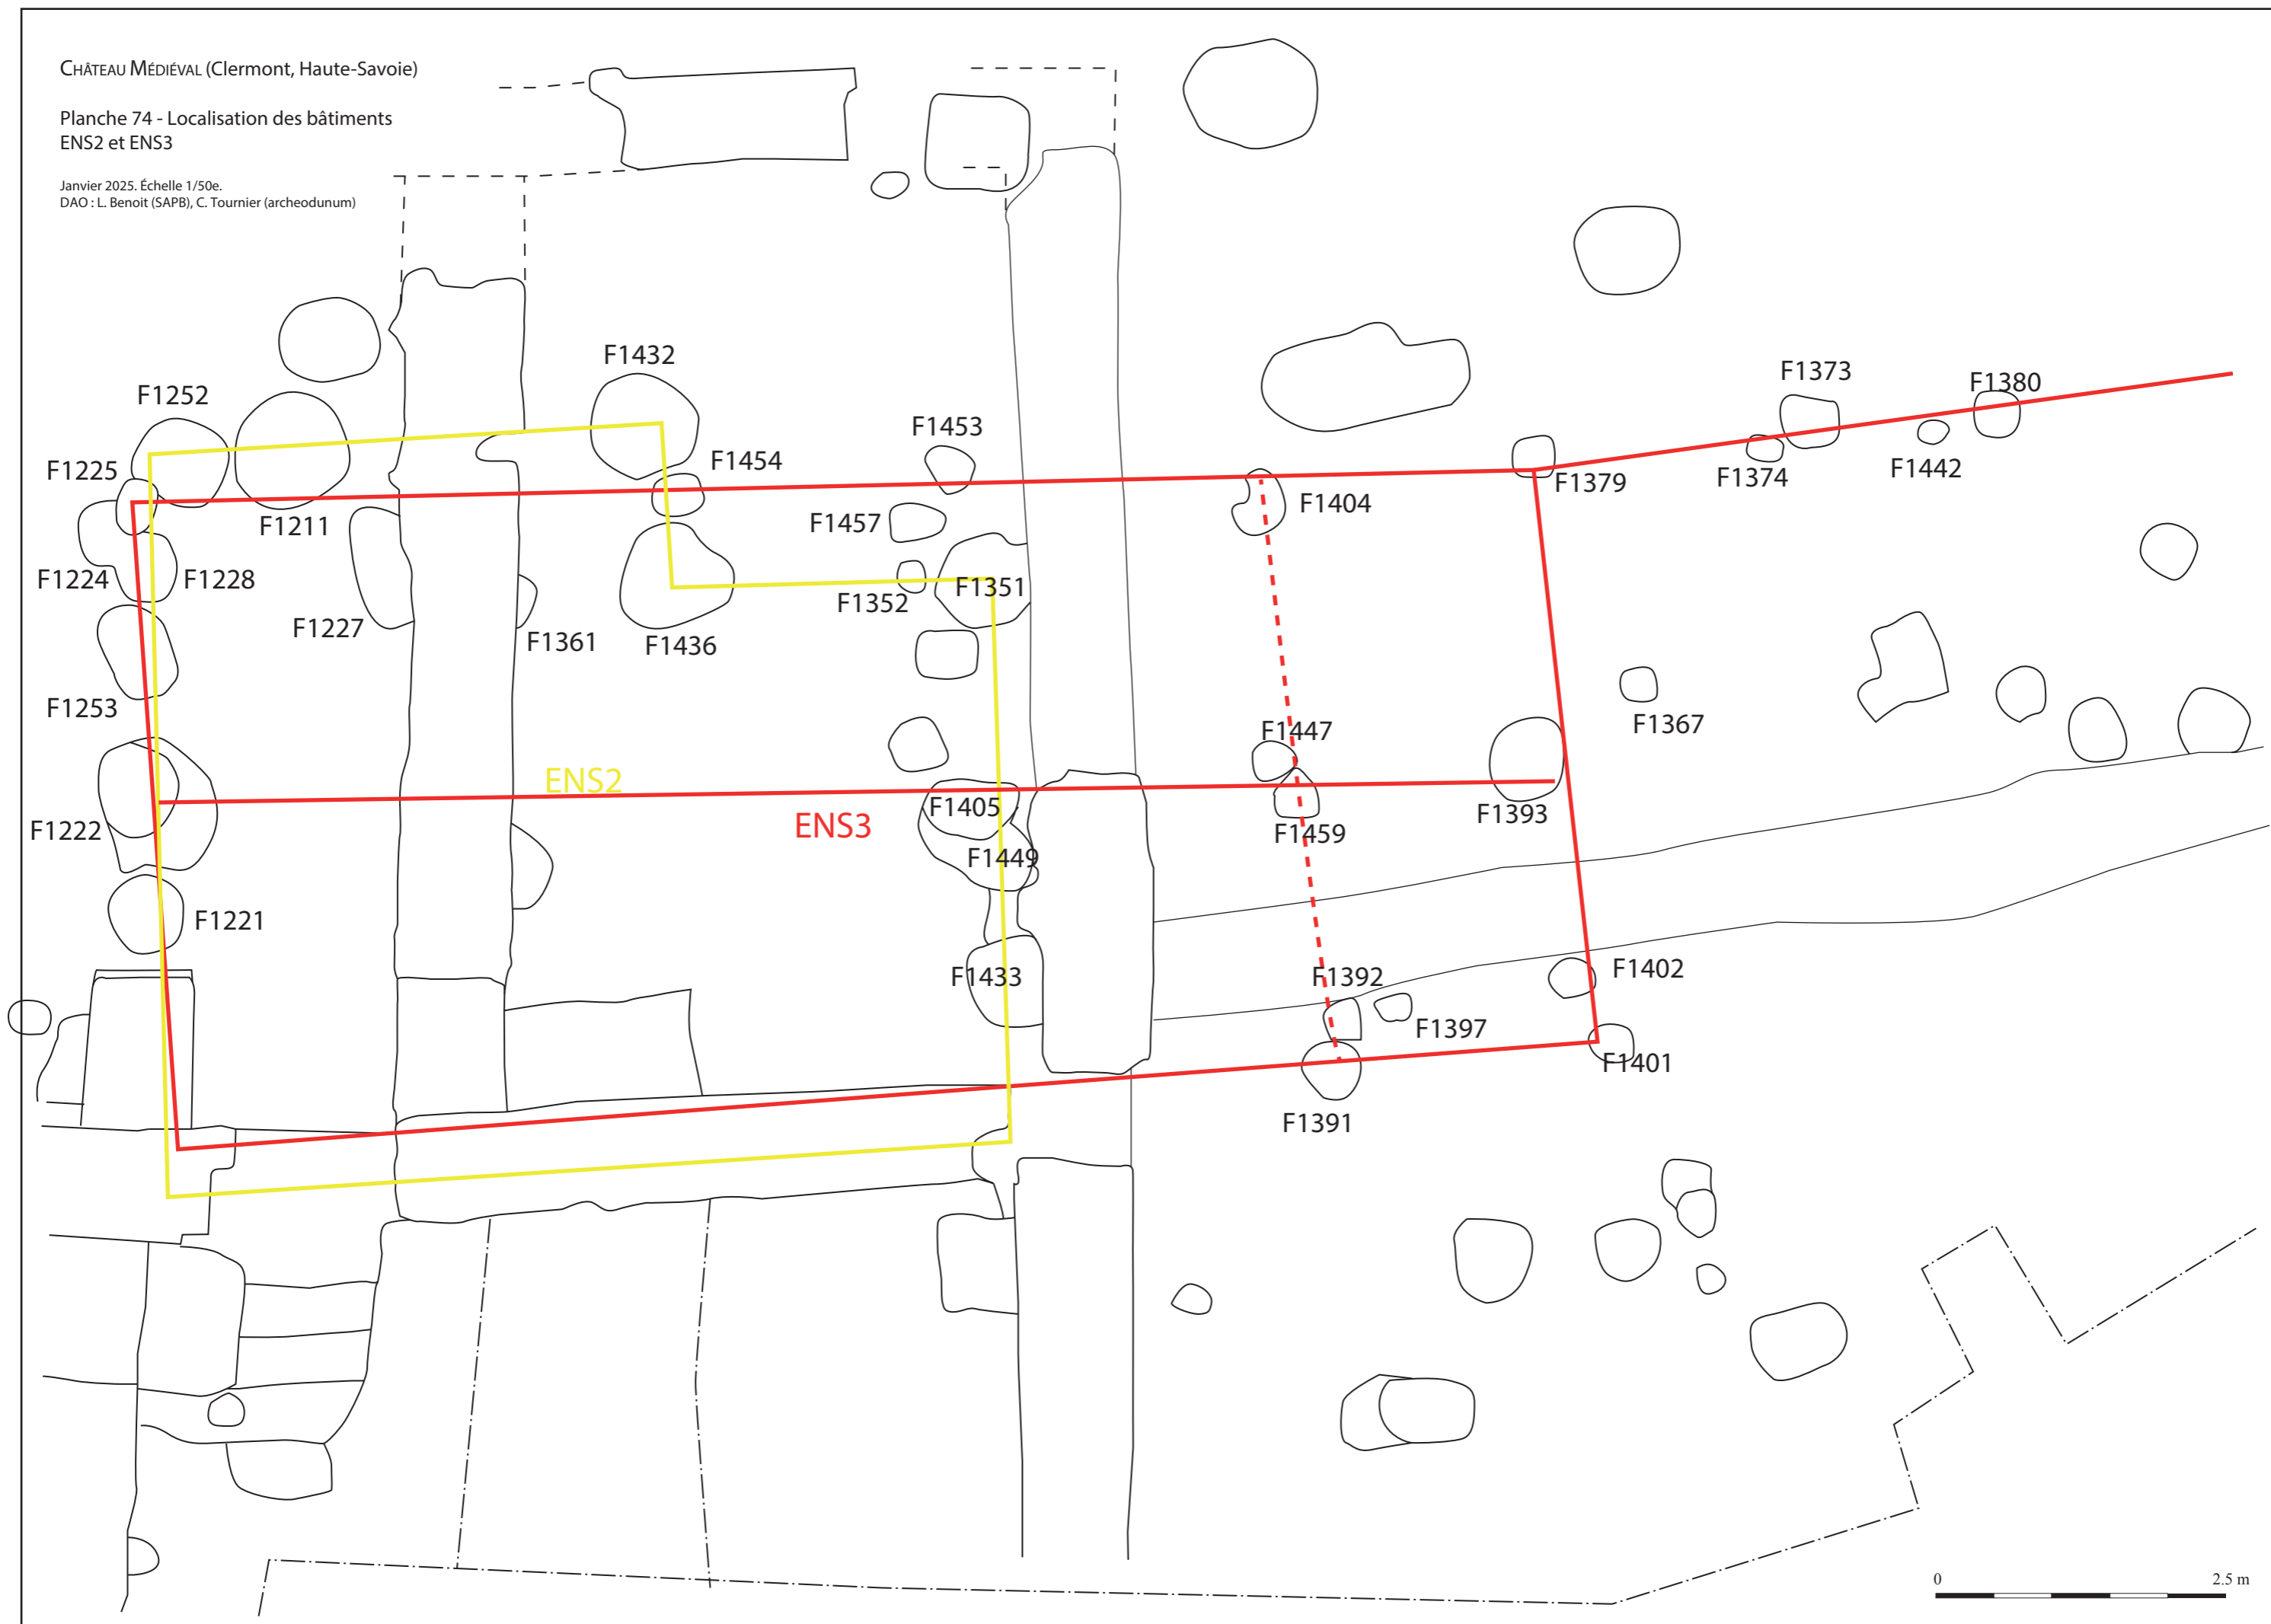 CHÂTEAU MÉDIÉVAL (Clermont, Haute-Savoie)
Planche 74 - Localisation des bâtiments
ENS2 et ENS3
Janvier 2025. Échelle 1/50e.
DAO : L. Benoit (SAPB), C. Tournier (archeodunum)
F1432
F1373
F1380
F1252
F1453
F1454
F1225
F1379
F1374
F1442
F1404
F1211
F1457
F1224
F1228
F1351
F1352
F1227
F1361
F1436
F1253
F1367
F1447
ENS2
F1405
F1393
ENS3
F1222
F1459
F1449
F1221
F1433
F1392
F1402
F1397
F1401
F1391
0 2.5 m